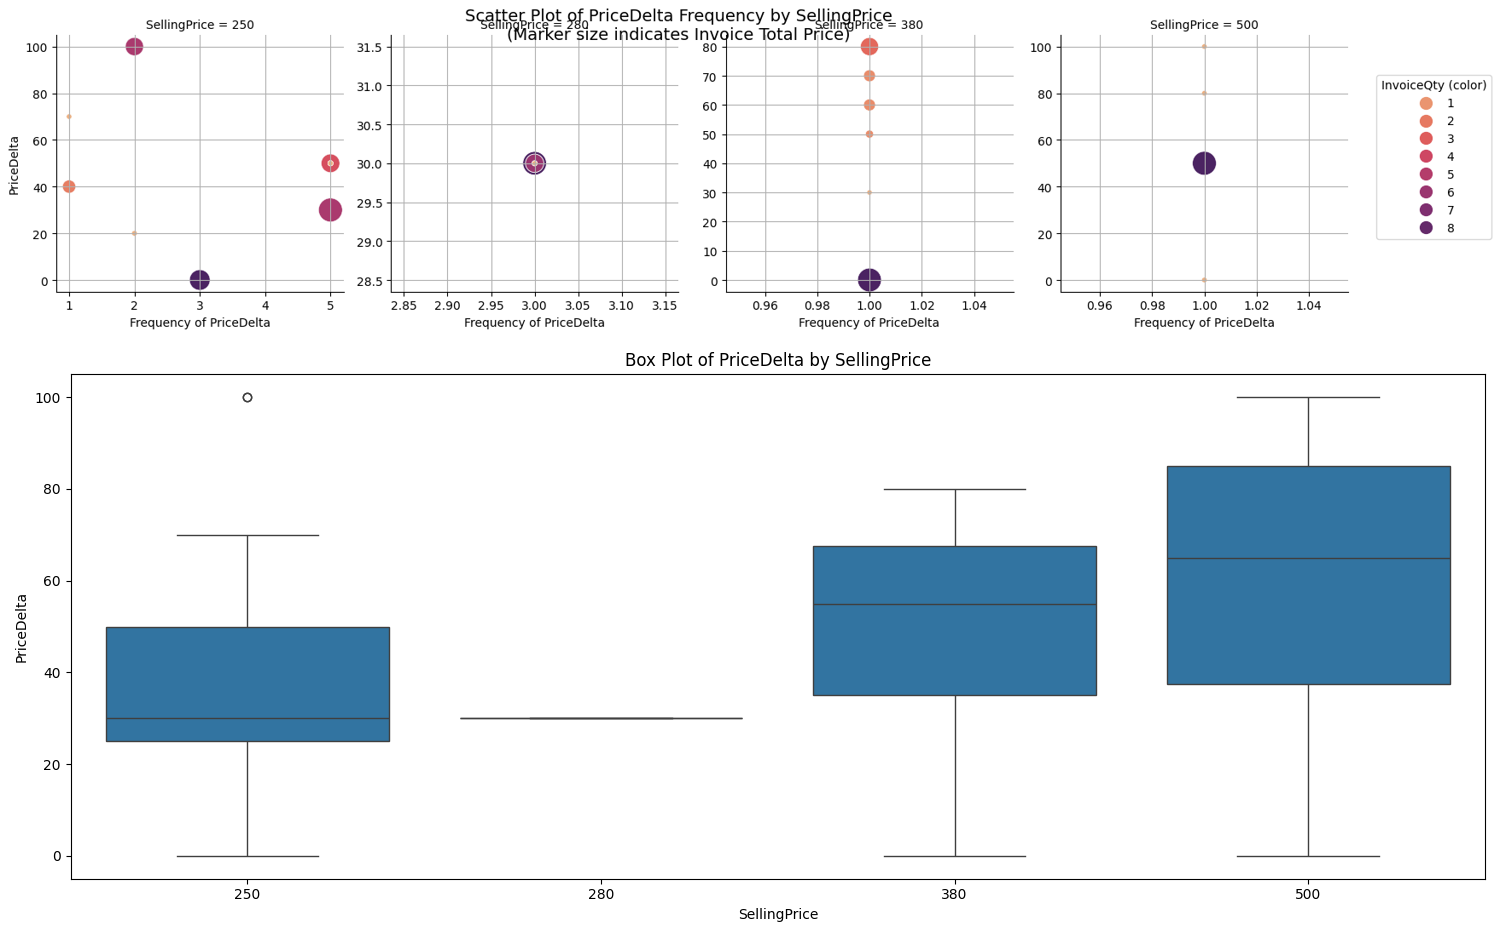 Scatter Plot of PriceDelta Frequency by SellingPrice
(Marker size indicates Invoice Total Price)
SellingPrice = 250
100
80
60
40
20
0
PriceDelta
1 2 3 4 5
Frequency of PriceDelta
SellingPrice = 280
31.5
31.0
30.5
30.0
29.5
29.0
28.5
2.85 2.90 2.95 3.00 3.05 3.10 3.15
Frequency of PriceDelta
SellingPrice = 380
80
70
60
50
40
30
20
10
0
0.96 0.98 1.00 1.02 1.04
Frequency of PriceDelta
SellingPrice = 500
100
80
60
40
20
0
0.96 0.98 1.00 1.02 1.04
Frequency of PriceDelta
InvoiceQty (color)
1
2
3
4
5
6
7
8
Box Plot of PriceDelta by SellingPrice
100
80
60
40
20
0
PriceDelta
250 280 380 500
SellingPrice